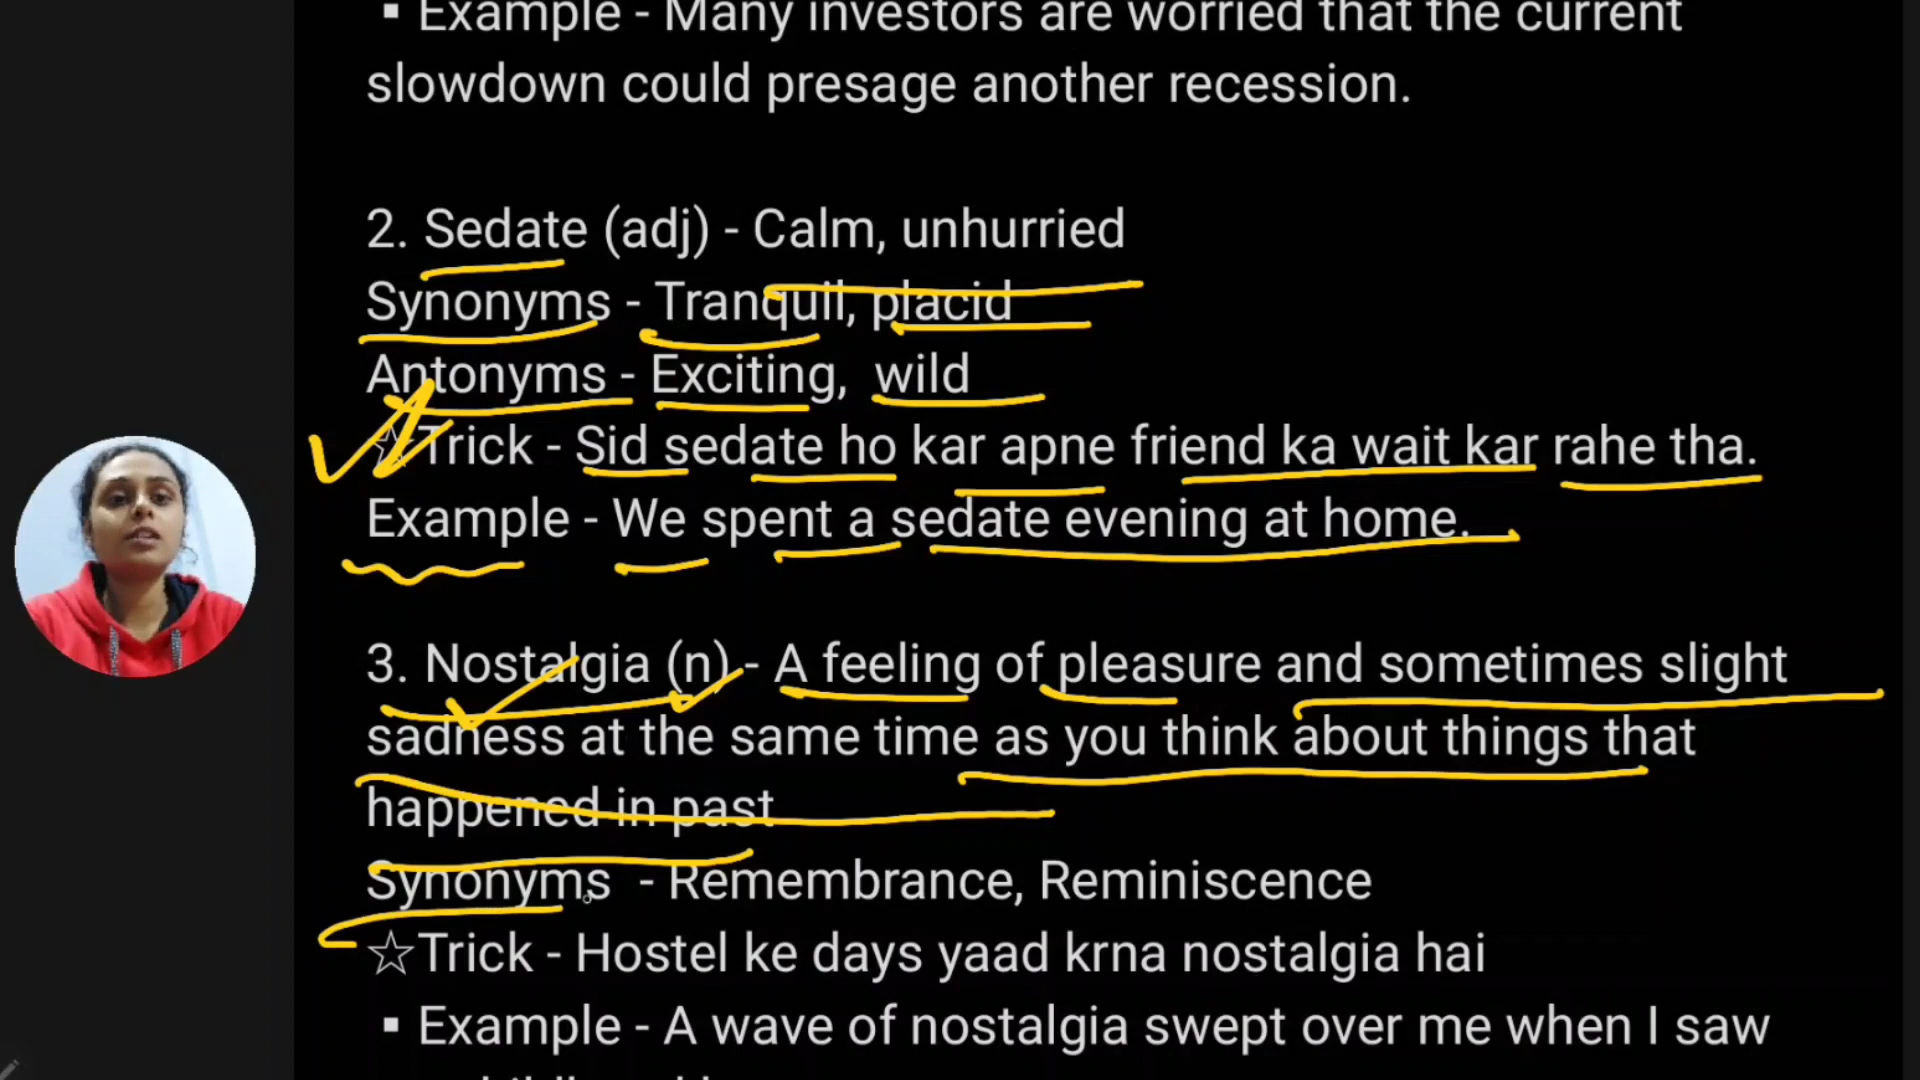 ▪ Example - Many investors are worried that the current
slowdown could presage another recession.
2. Sedate (adj) - Calm, unhurried
Synonyms - Tranquil, placid
Antonyms - Exciting, wild
☆Trick - Sid sedate ho kar apne friend ka wait kar rahe tha.
Example - We spent a sedate evening at home.
3. Nostalgia (n) - A feeling of pleasure and sometimes slight
sadness at the same time as you think about things that
happened in past
Synonyms - Remembrance, Reminiscence
☆Trick - Hostel ke days yaad krna nostalgia hai
▪ Example - A wave of nostalgia swept over me when I saw